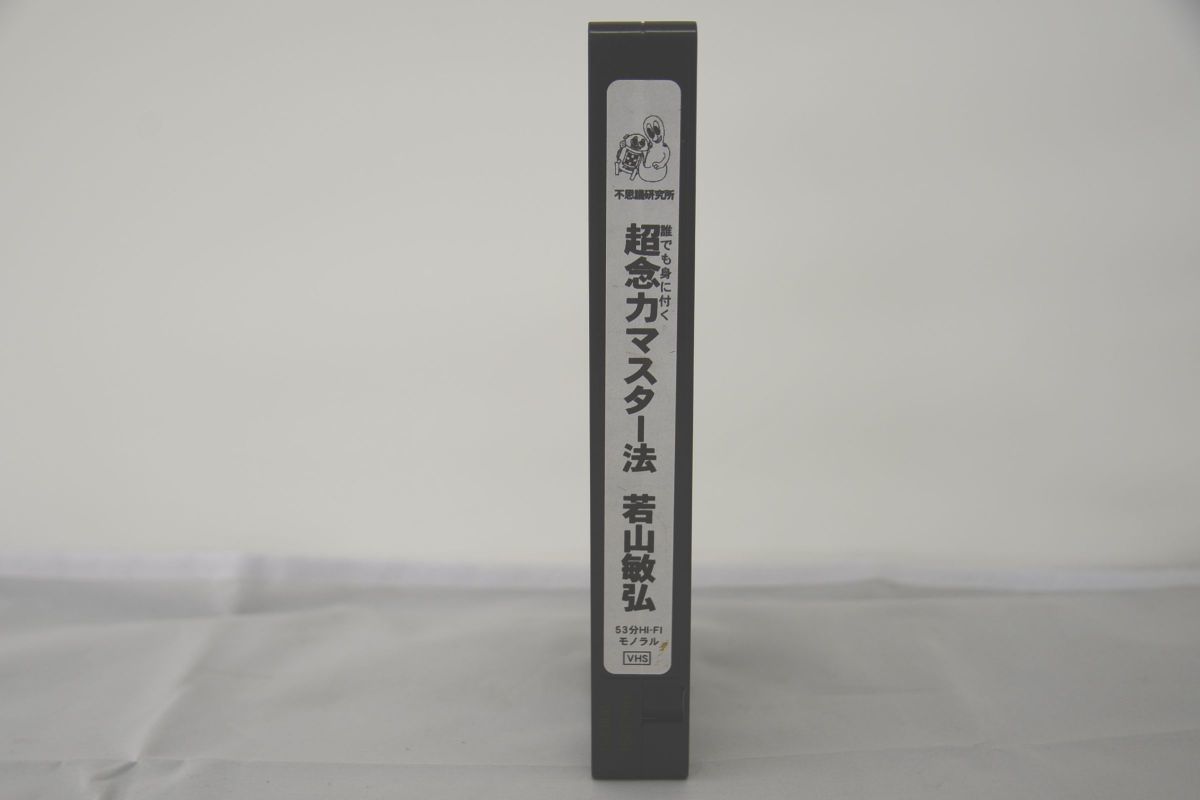 不思議研究所
誰でも身に付く
超念力マスター法 若山敏弘
53分HI-FI
モノラル
VHS